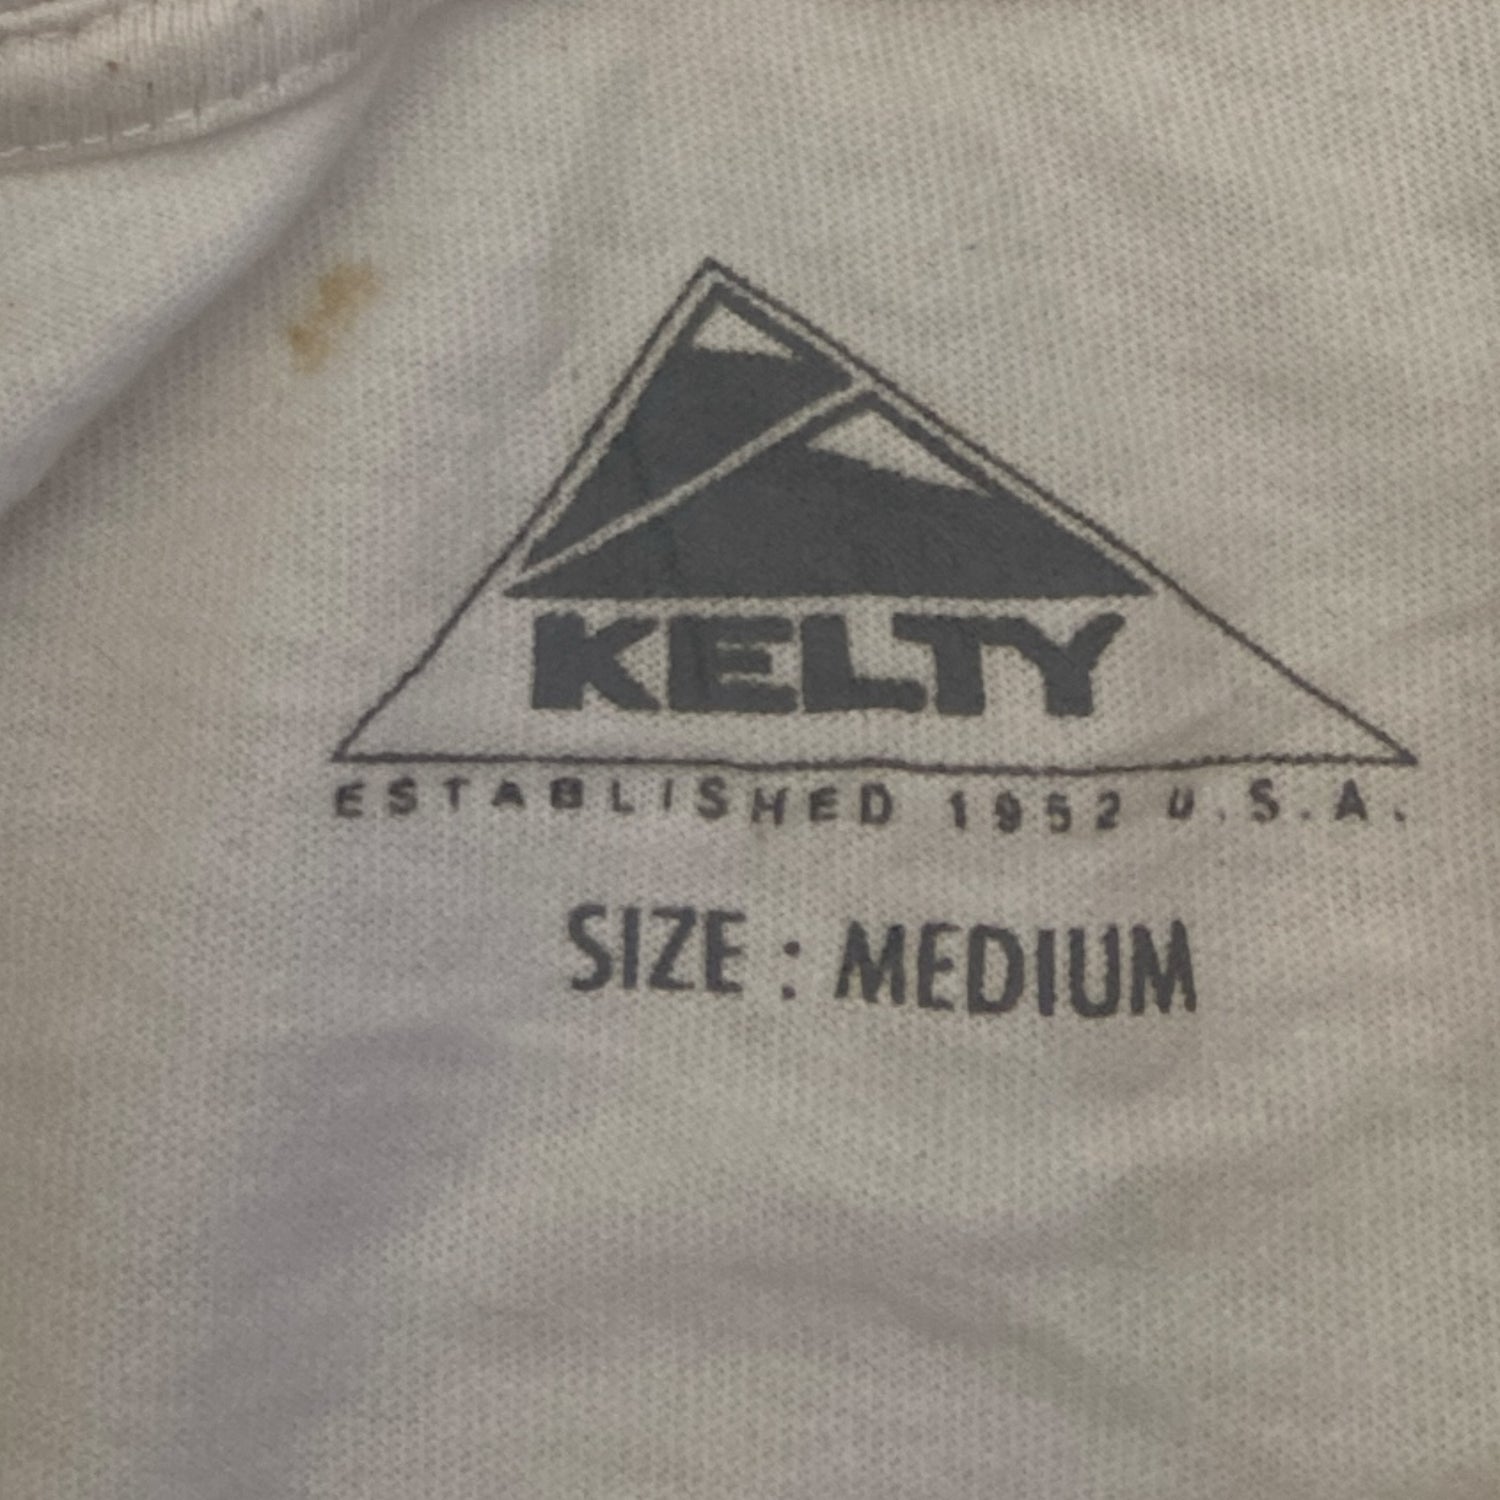 KELTY
ESTABLISHED 1952 U.S.A.
SIZE : MEDIUM